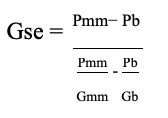 Pmm– Pb
Gse =
Pmm - Pb
Gmm Gb